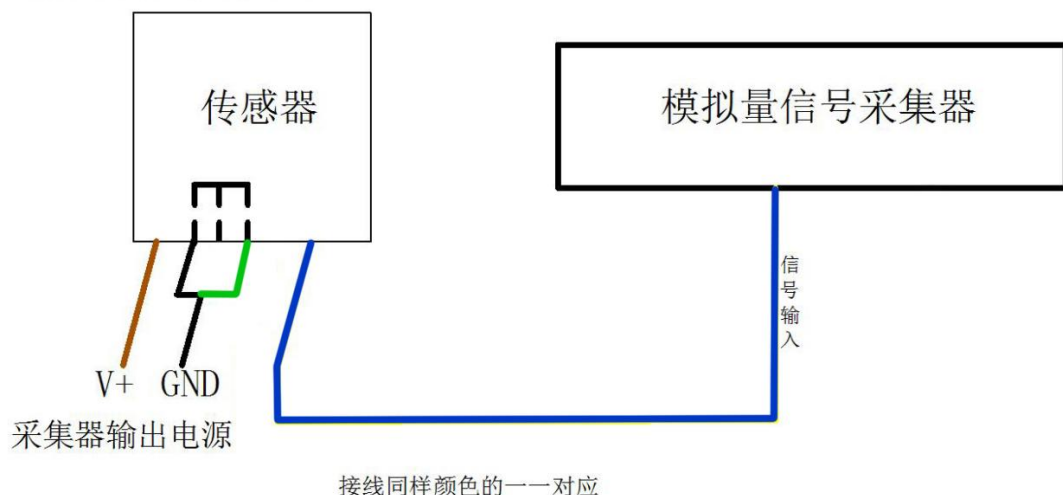 传感器
模拟量信号采集器
信号输入
V+ GND
采集器输出电源
接线同样颜色的一一对应